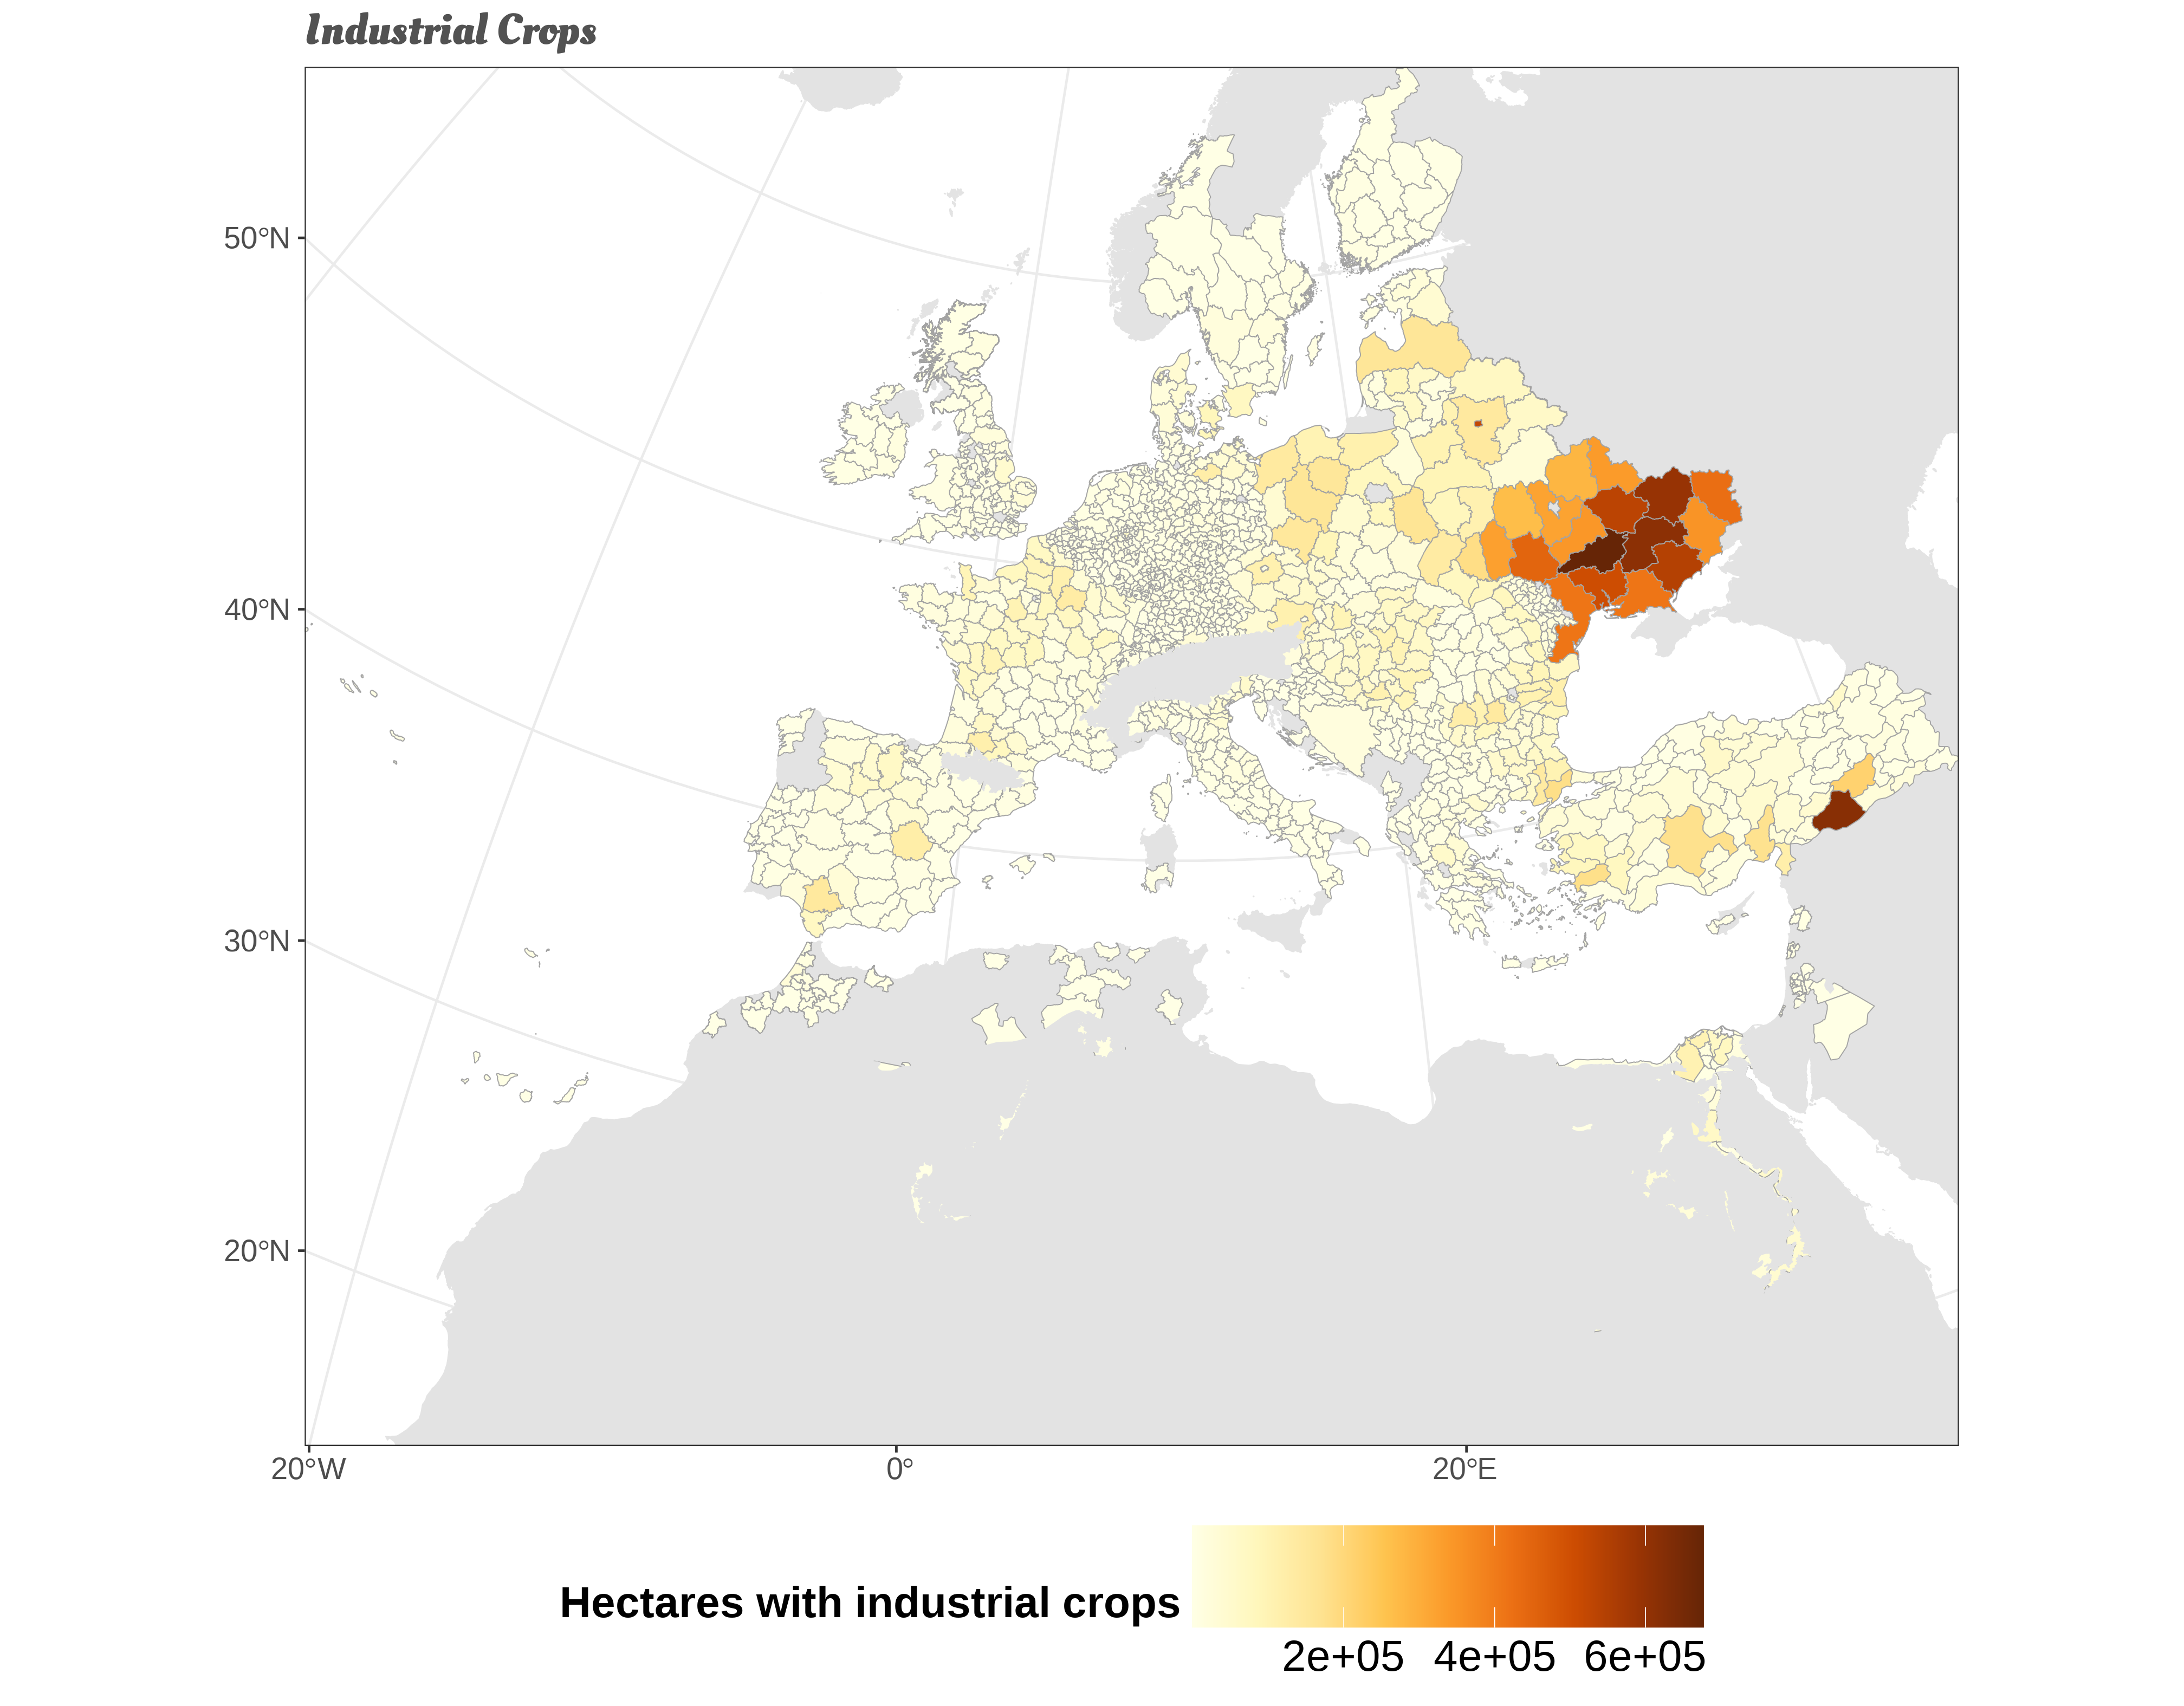 Industrial Crops
50°N
40°N
30°N
20°N
20°W 0° 20°E
Hectares with industrial crops
2e+05 4e+05 6e+05